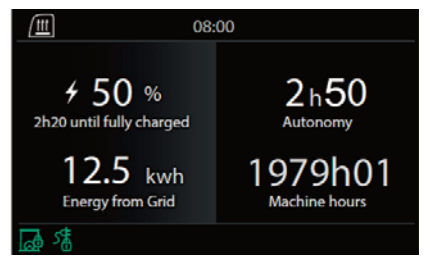 08:00
50 %
2h20 until fully charged
2h50
Autonomy
12.5 kwh
Energy from Grid
1979h01
Machine hours